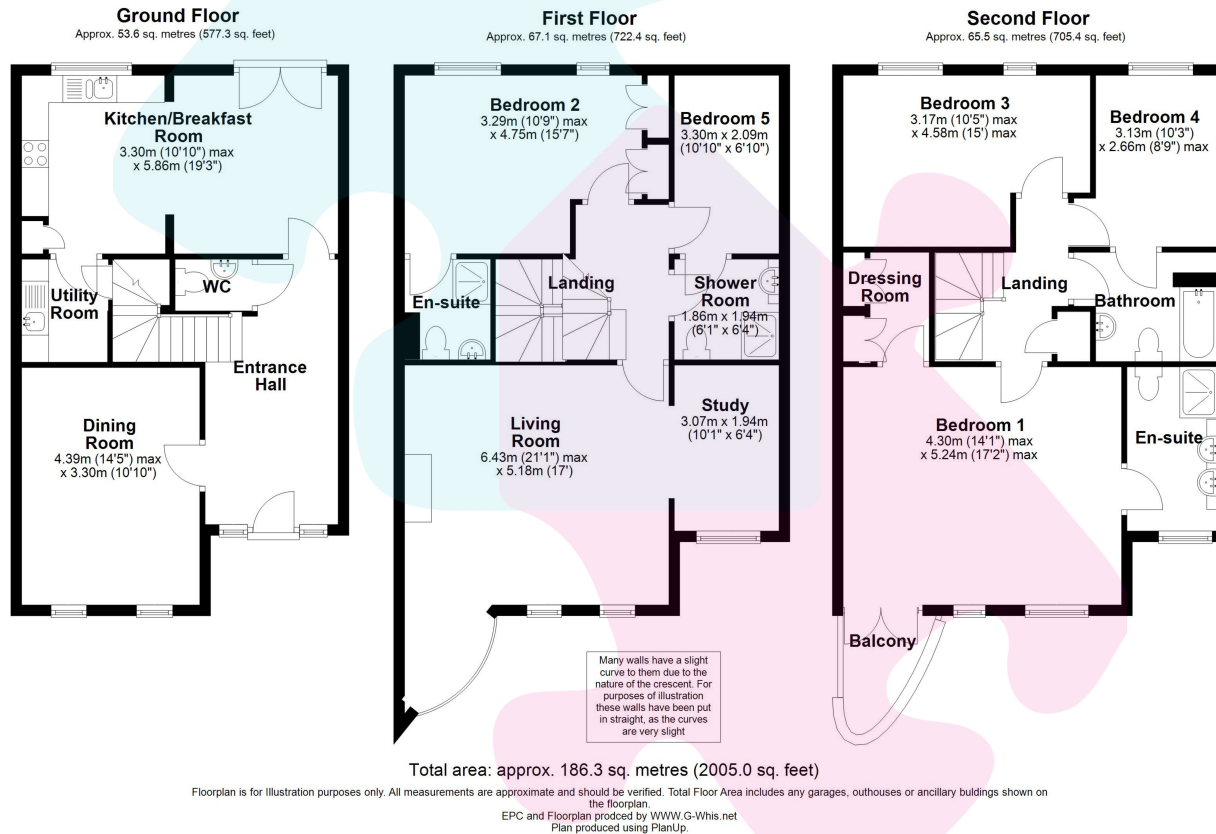 Ground Floor
Approx. 53.6 sq. metres (577.3 sq. feet)
Kitchen/Breakfast
Room
3.30m (10'10") max
x 5.86m (19'3")
Utility
Room
WC
Entrance
Hall
Dining
Room
4.39m (14'5") max
x 3.30m (10'10")
First Floor
Approx. 67.1 sq. metres (722.4 sq. feet)
Bedroom 2
3.29m (10'9") max
x 4.75m (15'7")
Bedroom 5
3.30m x 2.09m
(10'10" x 6'10")
En-suite
Landing
Shower
Room
1.86m x 1.94m
(6'1" x 6'4")
Living
Room
6.43m (21'1") max
x 5.18m (17')
Study
3.07m x 1.94m
(10'1" x 6'4")
Many walls have a slight
curve to them due to the
nature of the crescent. For
purposes of illustration
these walls have been put
in straight, as the curves
are very slight
Second Floor
Approx. 65.5 sq. metres (705.4 sq. feet)
Bedroom 3
3.17m (10'5") max
x 4.58m (15') max
Bedroom 4
3.13m (10'3")
x 2.66m (8'9") max
Dressing
Room
Landing
Bathroom
Bedroom 1
4.30m (14'1") max
x 5.24m (17'2") max
En-suite
Balcony
Total area: approx. 186.3 sq. metres (2005.0 sq. feet)
Floorplan is for Illustration purposes only. All measurements are approximate and should be verified. Total Floor Area includes any garages, outhouses or ancillary buldings shown on
the floorplan.
EPC and Floorplan prodced by WWW.G-Whis.net
Plan produced using PlanUp.